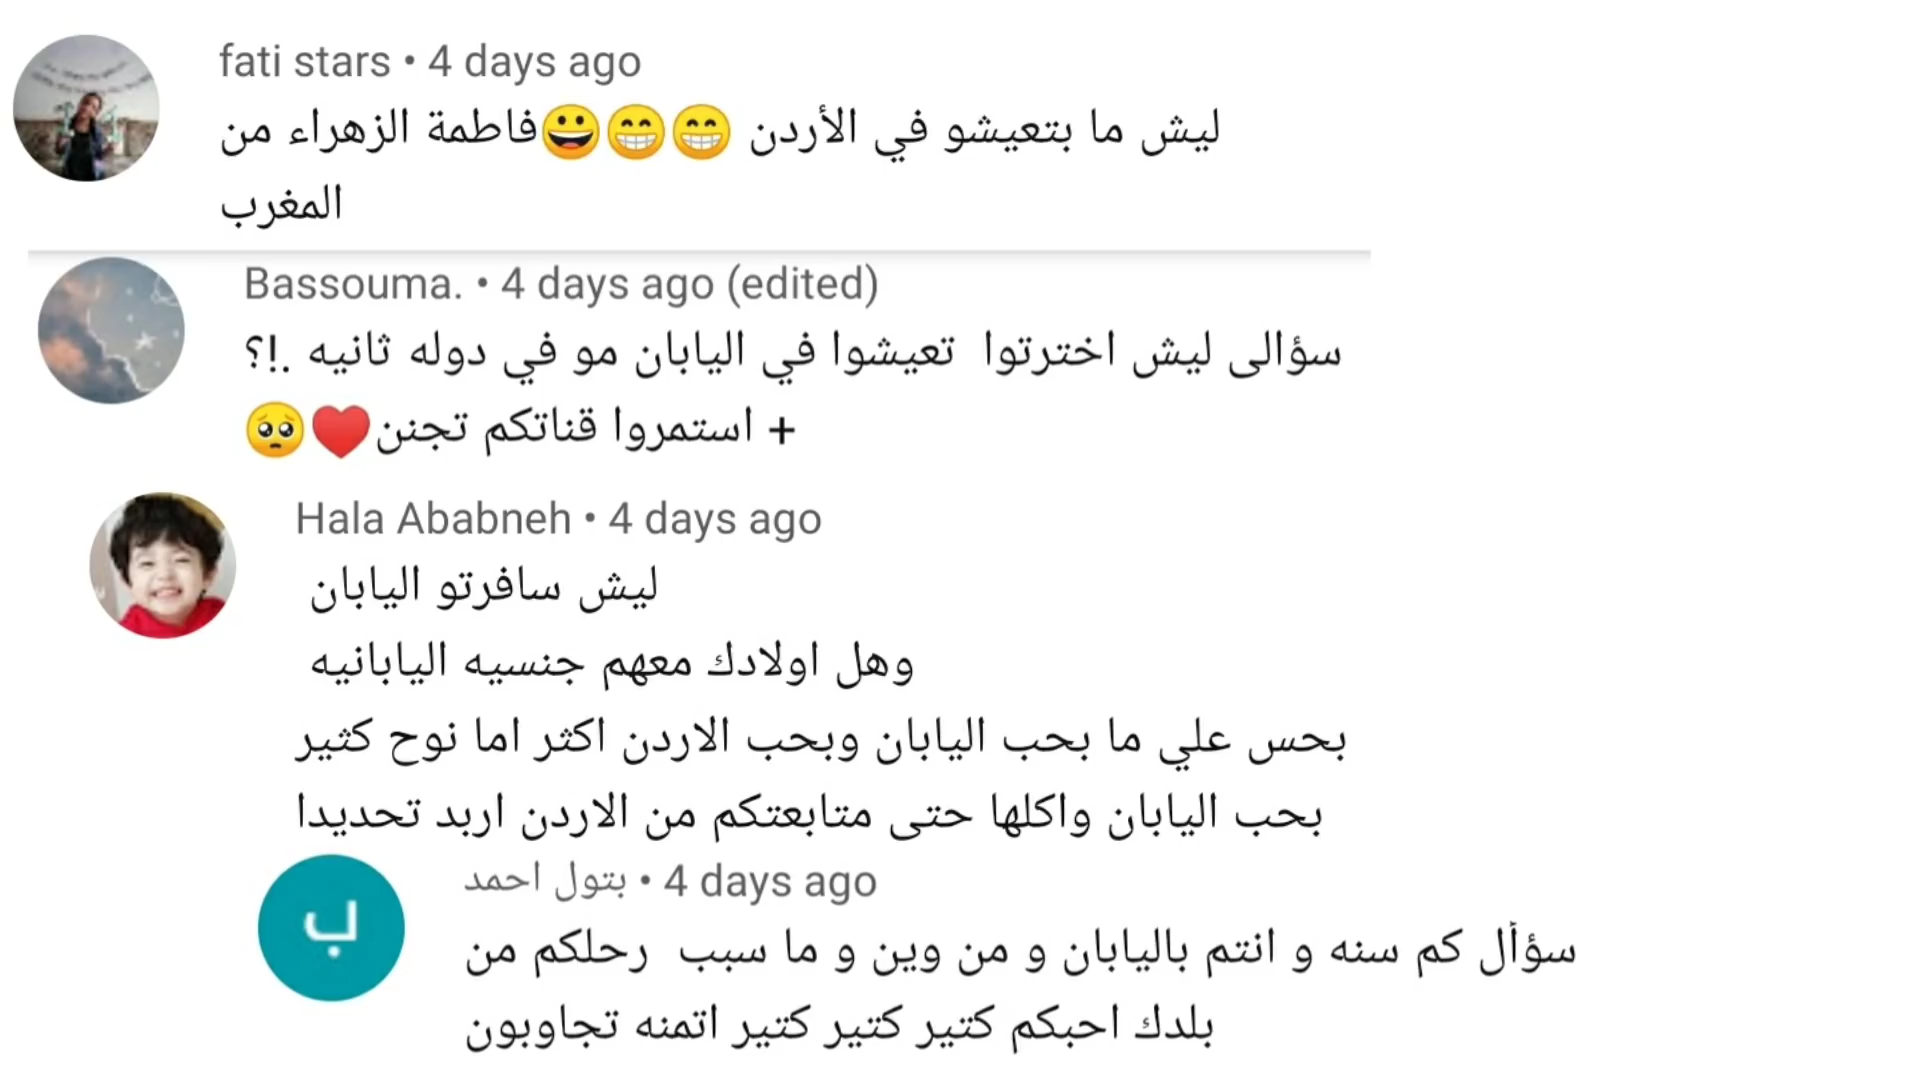 fati stars • 4 days ago
ليش ما بتعيشو في الأردن 😁😁😀فاطمة الزهراء من
المغرب
Bassouma. • 4 days ago (edited)
سؤالى ليش اخترتوا تعيشوا في اليابان مو في دوله ثانيه .!؟
+ استمروا قناتكم تجنن❤️🥺
Hala Ababneh • 4 days ago
ليش سافرتو اليابان
وهل اولادك معهم جنسيه اليابانيه
بحس علي ما بحب اليابان وبحب الاردن اكثر اما نوح كثير
بحب اليابان واكلها حتى متابعتكم من الاردن اربد تحديدا
ب
بتول احمد • 4 days ago
سؤأل كم سنه و انتم باليابان و من وين و ما سبب رحلكم من
بلدك احبكم كتير كتير كتير اتمنه تجاوبون